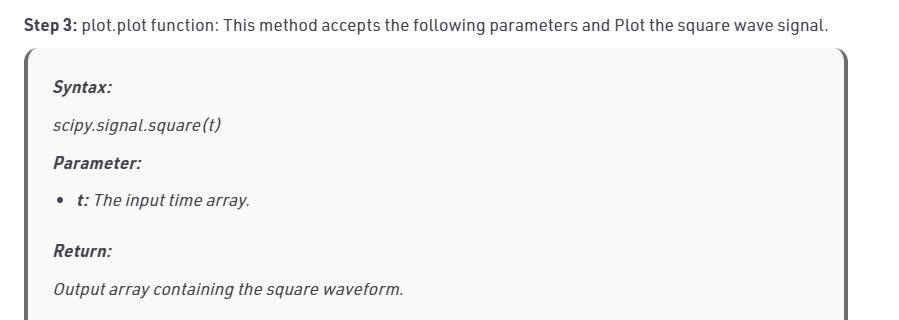 Step 3: plot.plot function: This method accepts the following parameters and Plot the square wave signal.
Syntax:
scipy.signal.square(t)
Parameter:
• t: The input time array.
Return:
Output array containing the square waveform.